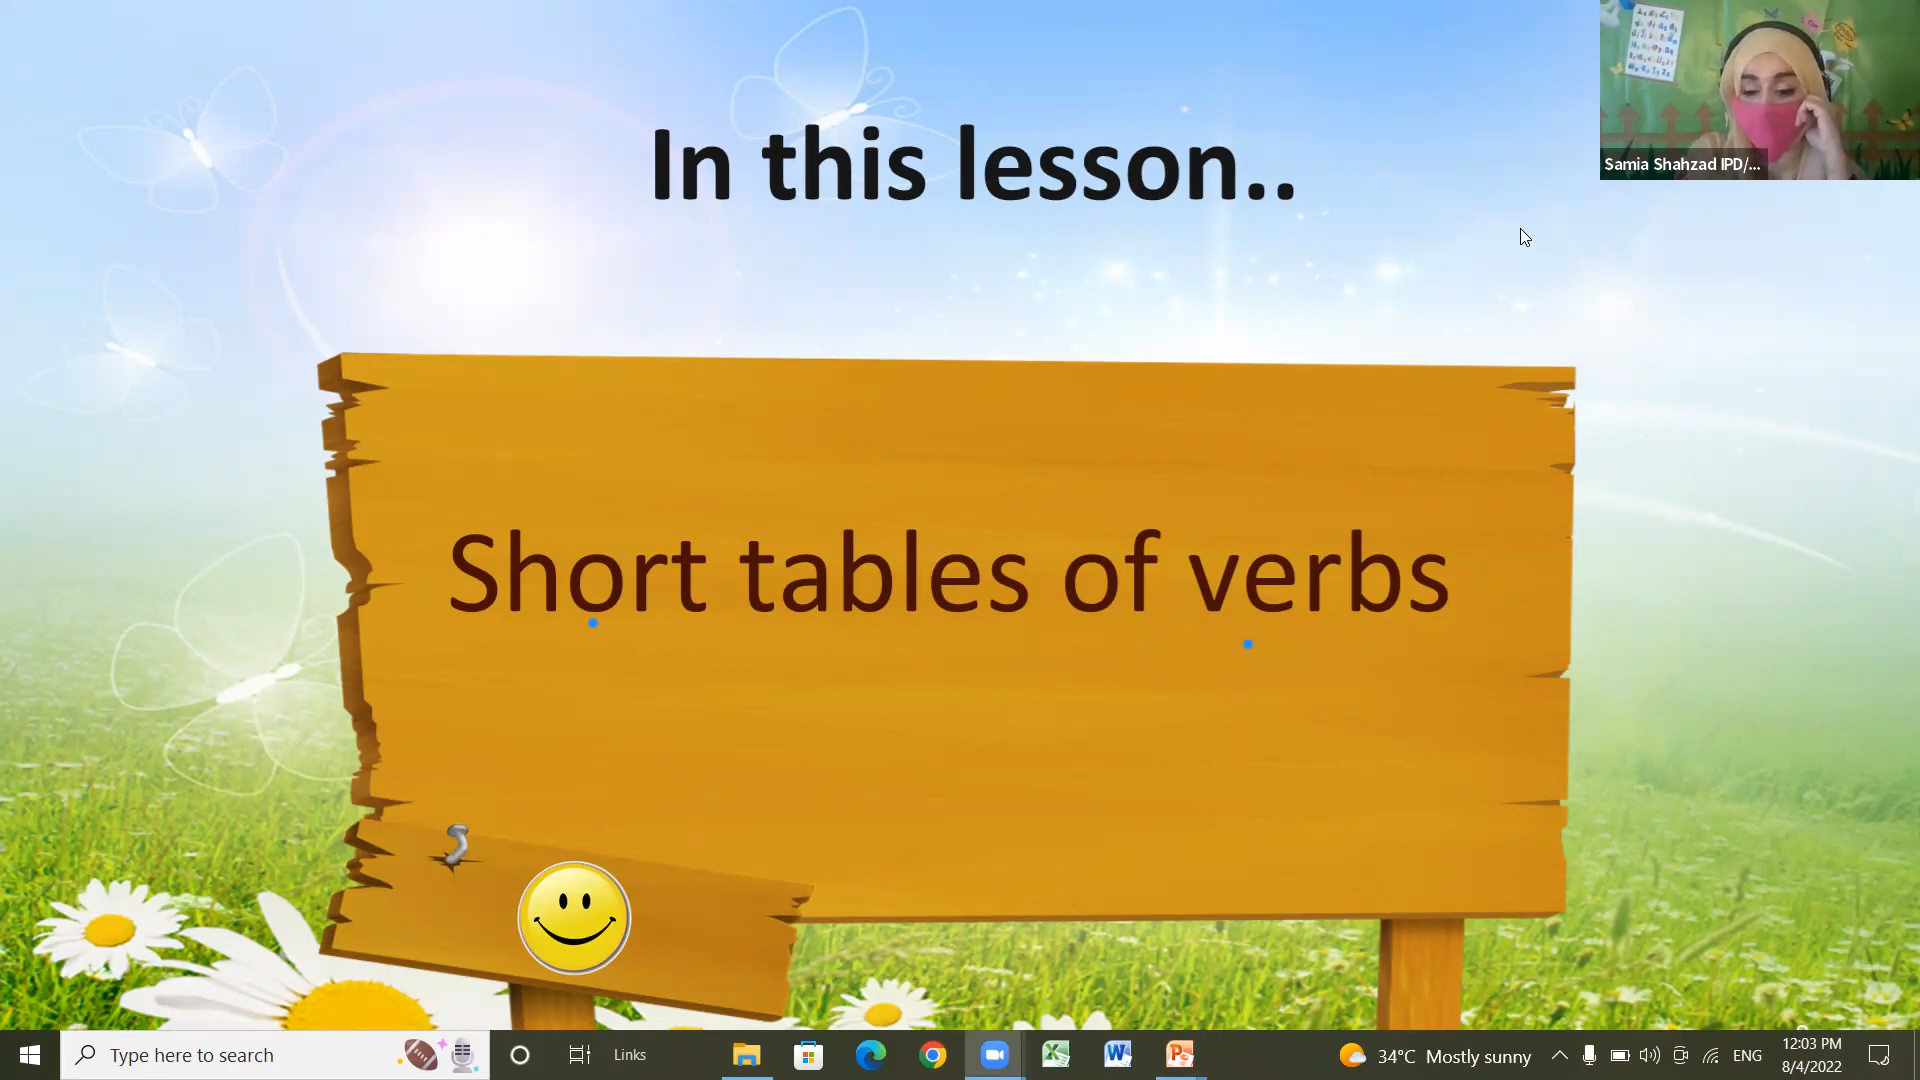 In this lesson..
Samia Shahzad IPD/...
Short tables of verbs
Type here to search
Links
34°C Mostly sunny
ENG
12:03 PM
8/4/2022